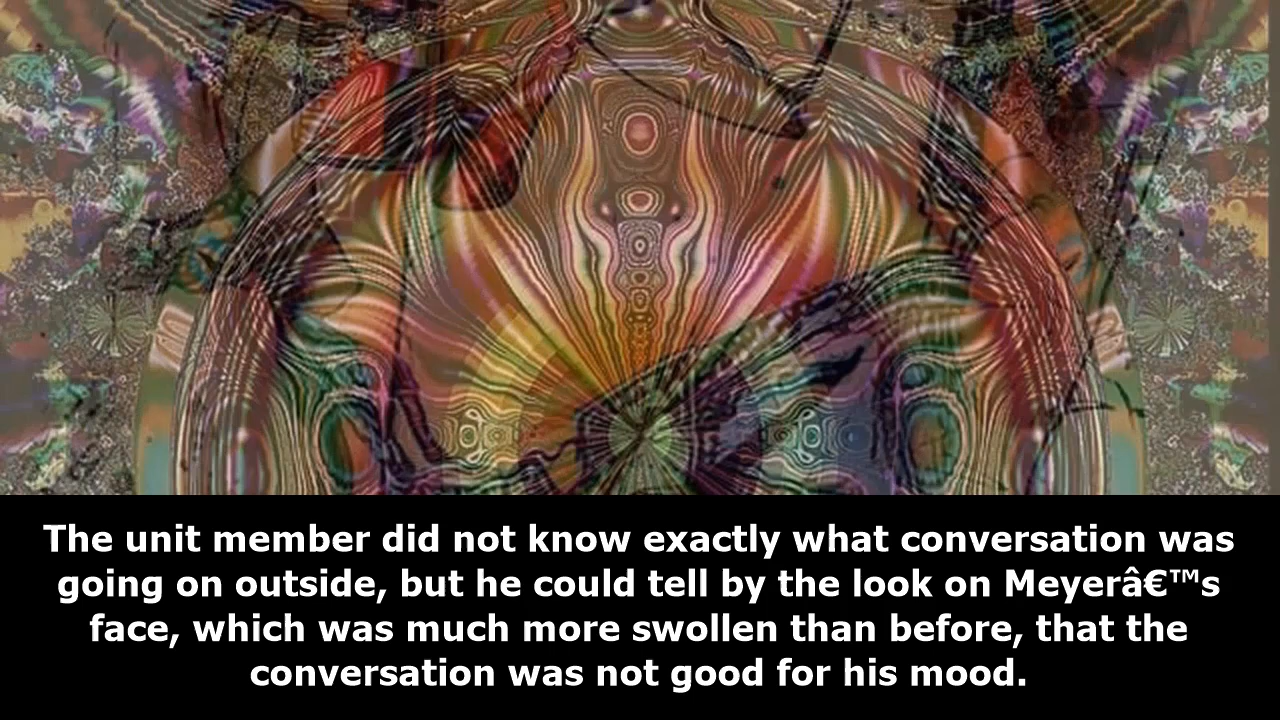 The unit member did not know exactly what conversation was
going on outside, but he could tell by the look on Meyerâ€™s
face, which was much more swollen than before, that the
conversation was not good for his mood.